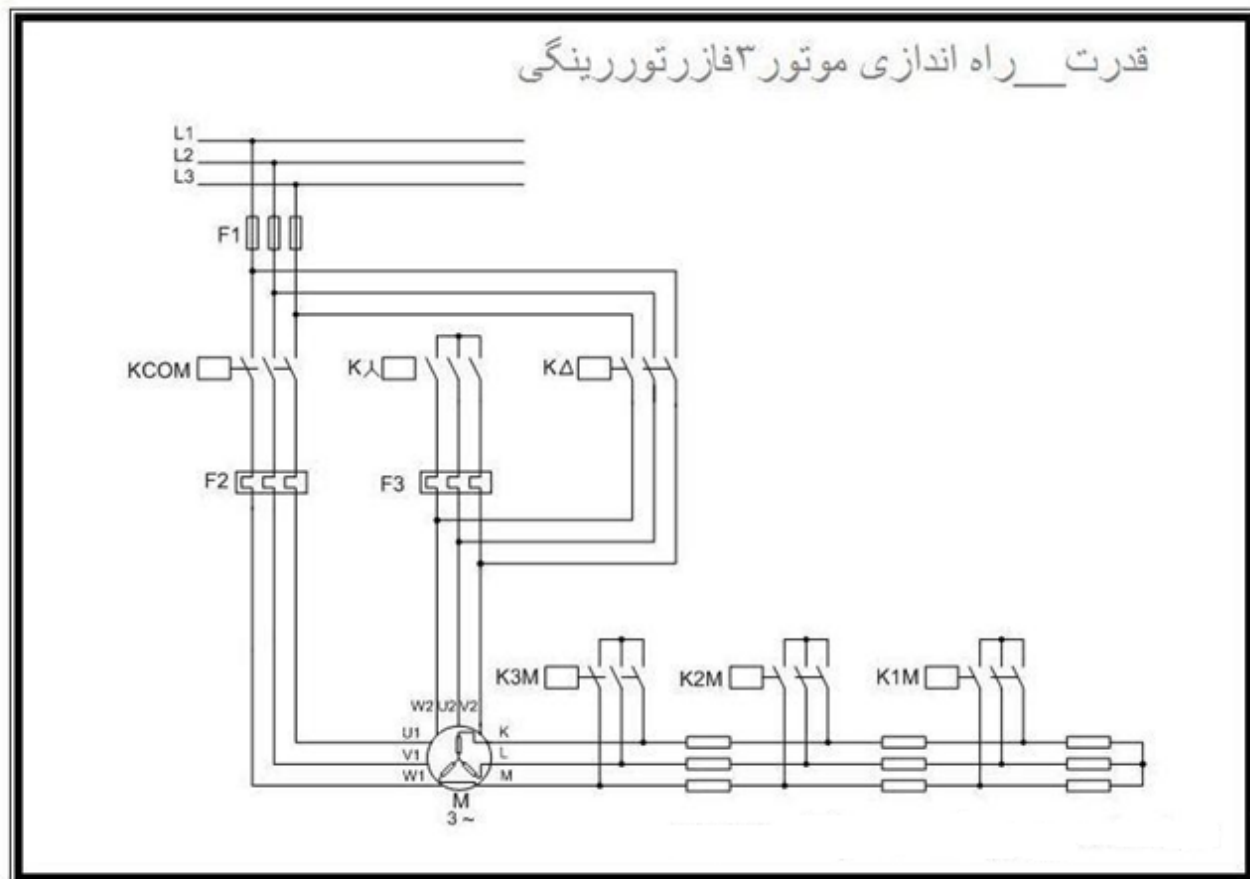 قدرت__راه اندازی موتور۳فازرتوررینگی
L1
L2
L3
F1
KCOM
K⅄
KΔ
F2
F3
K3M
K2M
K1M
W2 U2 V2
U1
K
V1
L
W1
M
M
3 ~